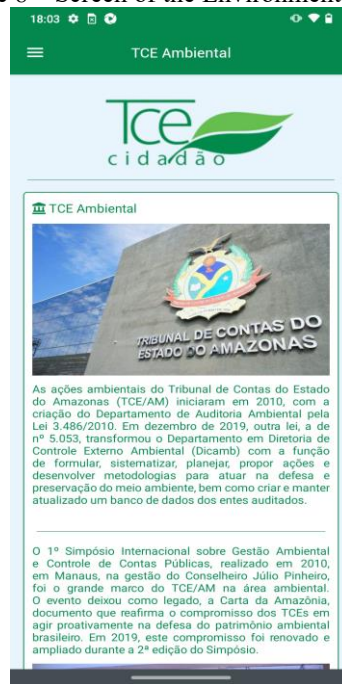 Screen of the Environment
18:03
TCE Ambiental
Tce
cidadão
TCE Ambiental
TRIBUNAL DE CONTAS DO
ESTADO DO AMAZONAS
As ações ambientais do Tribunal de Contas do Estado
do Amazonas (TCE/AM) iniciaram em 2010, com a
criação do Departamento de Auditoria Ambiental pela
Lei 3.486/2010. Em dezembro de 2019, outra lei, a de
nº 5.053, transformou o Departamento em Diretoria de
Controle Externo Ambiental (Dicamb) com a função
de formular, sistematizar, planejar, propor ações e
desenvolver metodologias para atuar na defesa e
preservação do meio ambiente, bem como criar e manter
atualizado um banco de dados dos entes auditados.
O 1º Simpósio Internacional sobre Gestão Ambiental
e Controle de Contas Públicas, realizado em 2010,
em Manaus, na gestão do Conselheiro Júlio Pinheiro,
foi o grande marco do TCE/AM na área ambiental.
O evento deixou como legado, a Carta da Amazônia,
documento que reafirma o compromisso dos TCEs em
agir proativamente na defesa do patrimônio ambiental
brasileiro. Em 2019, este compromisso foi renovado e
ampliado durante a 2ª edição do Simpósio.